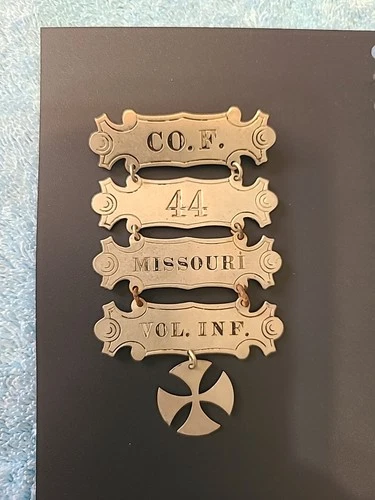 CO. F.
44
MISSOURI
VOL. INF.